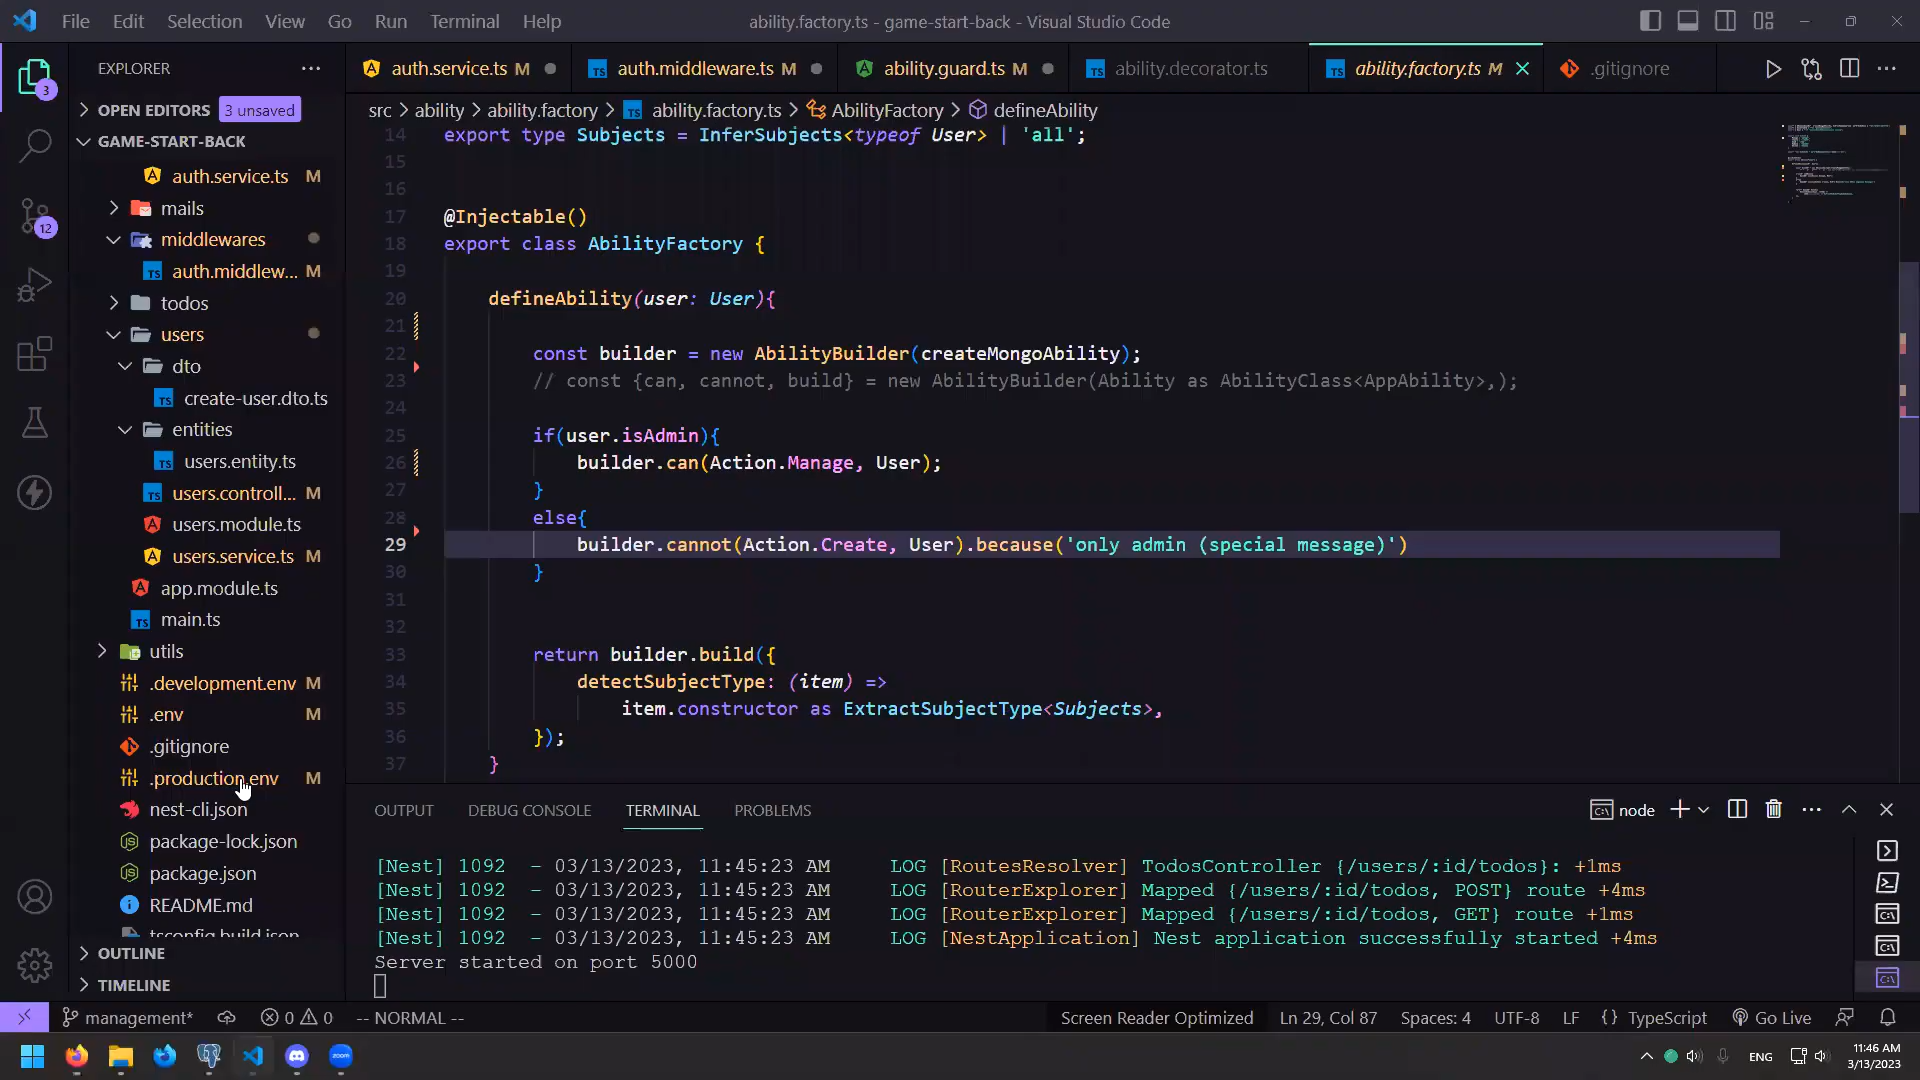 File Edit Selection View Go Run Terminal Help
ability.factory.ts - game-start-back - Visual Studio Code
EXPLORER
3
OPEN EDITORS 3 unsaved
GAME-START-BACK
auth.service.ts M
mails
12
middlewares
auth.middlew... M
todos
users
dto
create-user.dto.ts
entities
users.entity.ts
users.controll... M
users.module.ts
users.service.ts M
app.module.ts
main.ts
utils
.development.env M
.env M
.gitignore
.production.env M
nest-cli.json
package-lock.json
package.json
README.md
tsconfig.build.json
OUTLINE
TIMELINE
auth.service.ts M
auth.middleware.ts M
ability.guard.ts M
ability.decorator.ts
ability.factory.ts M
.gitignore
src > ability > ability.factory > ability.factory.ts > AbilityFactory > defineAbility
14 export type Subjects = InferSubjects<typeof User> | 'all';
15
16
17 @Injectable()
18 export class AbilityFactory {
19
20 defineAbility(user: User){
21
22 const builder = new AbilityBuilder(createMongoAbility);
23 // const {can, cannot, build} = new AbilityBuilder(Ability as AbilityClass<AppAbility>,);
24
25 if(user.isAdmin){
26 builder.can(Action.Manage, User);
27 }
28 else{
29 builder.cannot(Action.Create, User).because('only admin (special message)')
30 }
31
32
33 return builder.build({
34 detectSubjectType: (item) =>
35 item.constructor as ExtractSubjectType<Subjects>,
36 });
37 }
OUTPUT DEBUG CONSOLE TERMINAL PROBLEMS
node
[Nest] 1092 - 03/13/2023, 11:45:23 AM LOG [RoutesResolver] TodosController {/users/:id/todos}: +1ms
[Nest] 1092 - 03/13/2023, 11:45:23 AM LOG [RouterExplorer] Mapped {/users/:id/todos, POST} route +4ms
[Nest] 1092 - 03/13/2023, 11:45:23 AM LOG [RouterExplorer] Mapped {/users/:id/todos, GET} route +1ms
[Nest] 1092 - 03/13/2023, 11:45:23 AM LOG [NestApplication] Nest application successfully started +4ms
Server started on port 5000
management* 0 0 -- NORMAL -- Screen Reader Optimized Ln 29, Col 87 Spaces: 4 UTF-8 LF {} TypeScript Go Live
zoom
ENG
11:46 AM
3/13/2023